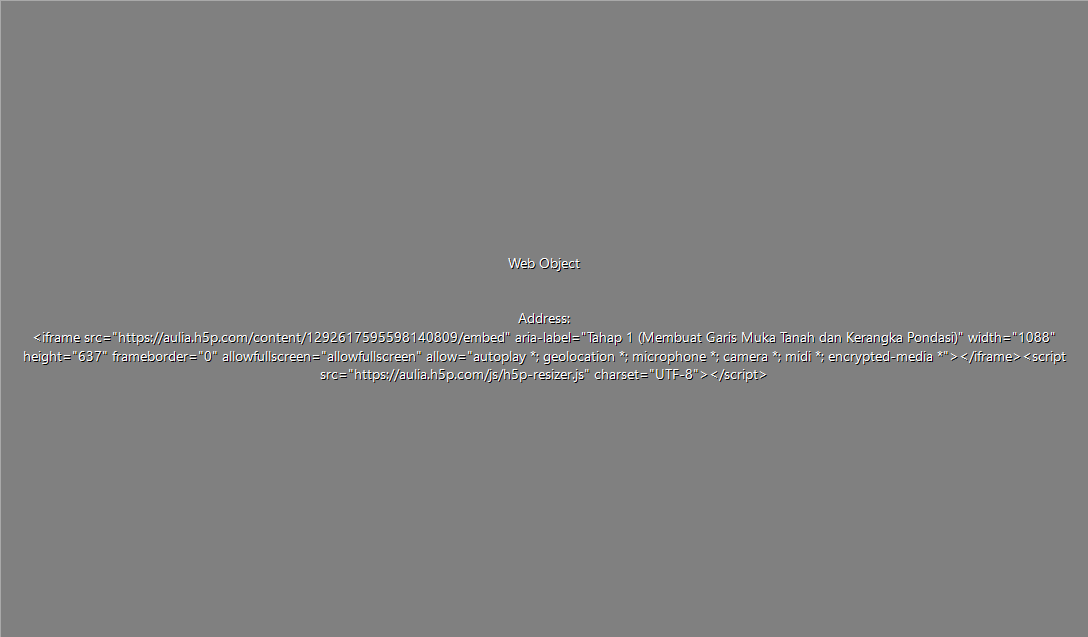 Web Object
Address:
<iframe src="https://aulia.h5p.com/content/1292617595598140809/embed" aria-label="Tahap 1 (Membuat Garis Muka Tanah dan Kerangka Pondasi)" width="1088"
height="637" frameborder="0" allowfullscreen="allowfullscreen" allow="autoplay *; geolocation *; microphone *; camera *; midi *; encrypted-media *"></iframe><script
src="https://aulia.h5p.com/js/h5p-resizer.js" charset="UTF-8"></script>